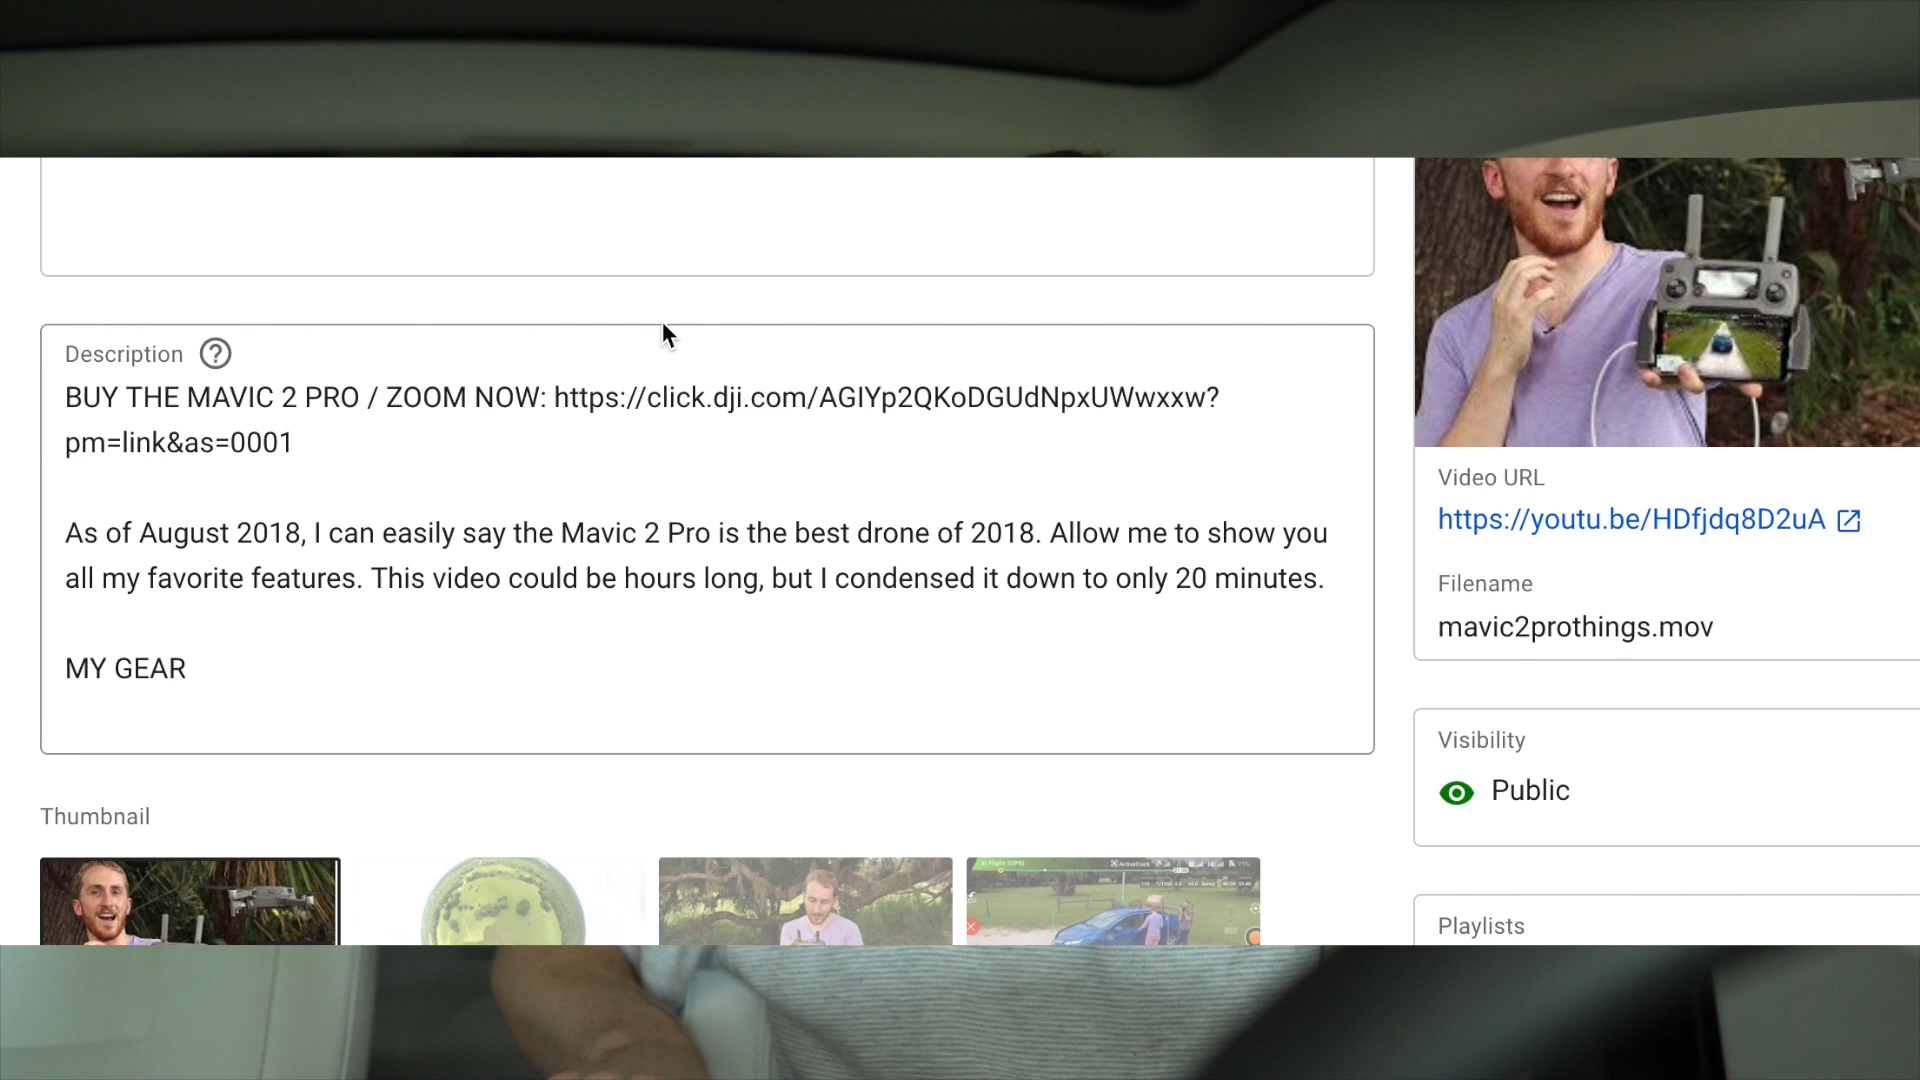 Description
BUY THE MAVIC 2 PRO / ZOOM NOW: https://click.dji.com/AGIYp2QKoDGUdNpxUWwxxw?
pm=link&as=0001
As of August 2018, I can easily say the Mavic 2 Pro is the best drone of 2018. Allow me to show you
all my favorite features. This video could be hours long, but I condensed it down to only 20 minutes.
MY GEAR
Thumbnail
Video URL
https://youtu.be/HDfjdq8D2uA
Filename
mavic2prothings.mov
Visibility
Public
Playlists